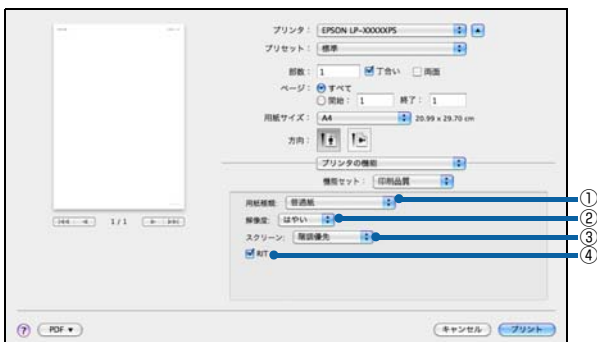 プリンタ： EPSON LP-XXXXXPS
プリセット： 標準
部数： 1 丁合い 両面
ページ： すべて
開始： 1 終了： 1
用紙サイズ： A4 20.99 x 29.70 cm
方向：
プリンタの機能
機能セット： 印刷品質
用紙種類: 普通紙 ①
解像度: はやい ②
スクリーン: 階調優先 ③
RIT ④
1 / 1
? PDF キャンセル プリント